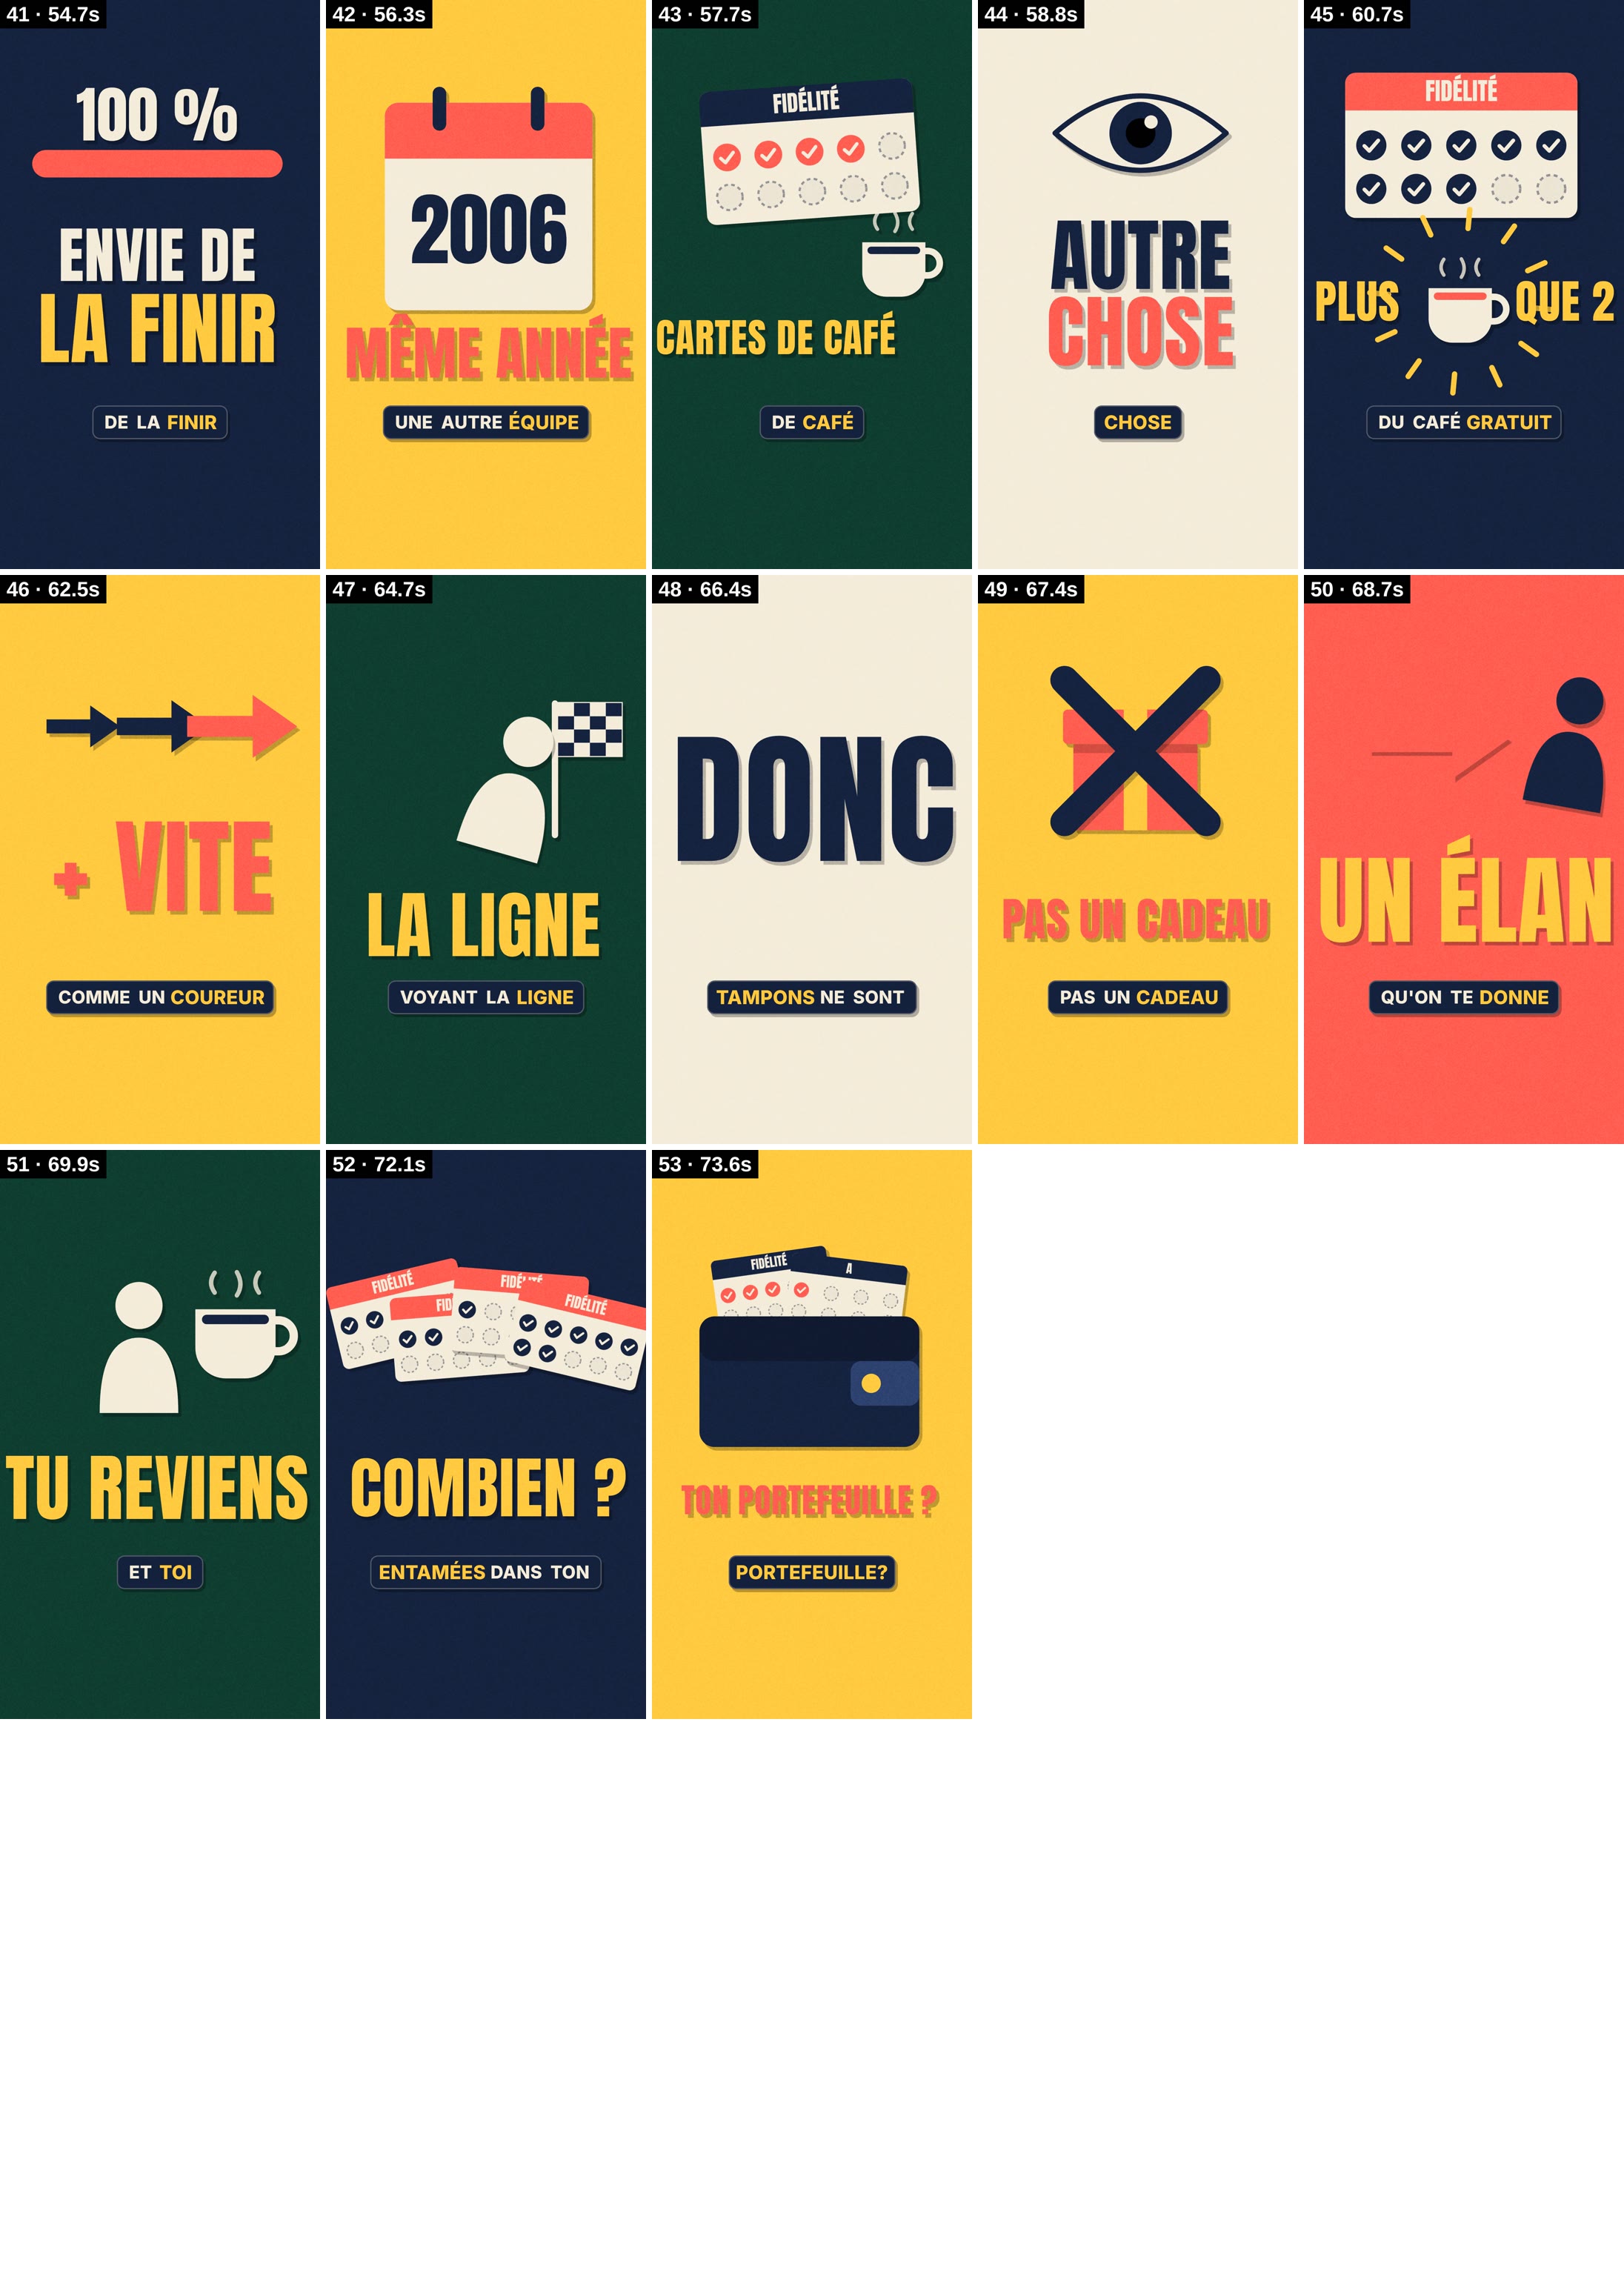 41 · 54.7s
100 %
ENVIE DE
LA FINIR
DE LA FINIR
42 · 56.3s
2006
MÊME ANNÉE
UNE AUTRE ÉQUIPE
43 · 57.7s
FIDÉLITÉ
CARTES DE CAFÉ
DE CAFÉ
44 · 58.8s
AUTRE
CHOSE
CHOSE
45 · 60.7s
FIDÉLITÉ
PLUS QUE 2
DU CAFÉ GRATUIT
46 · 62.5s
+ VITE
COMME UN COUREUR
47 · 64.7s
LA LIGNE
VOYANT LA LIGNE
48 · 66.4s
DONC
TAMPONS NE SONT
49 · 67.4s
PAS UN CADEAU
PAS UN CADEAU
50 · 68.7s
UN ÉLAN
QU'ON TE DONNE
51 · 69.9s
TU REVIENS
ET TOI
52 · 72.1s
FIDÉLITÉ
FID
FIDÉLITÉ
COMBIEN ?
ENTAMÉES DANS TON
53 · 73.6s
FIDÉLITÉ
A
TON PORTEFEUILLE ?
PORTEFEUILLE?